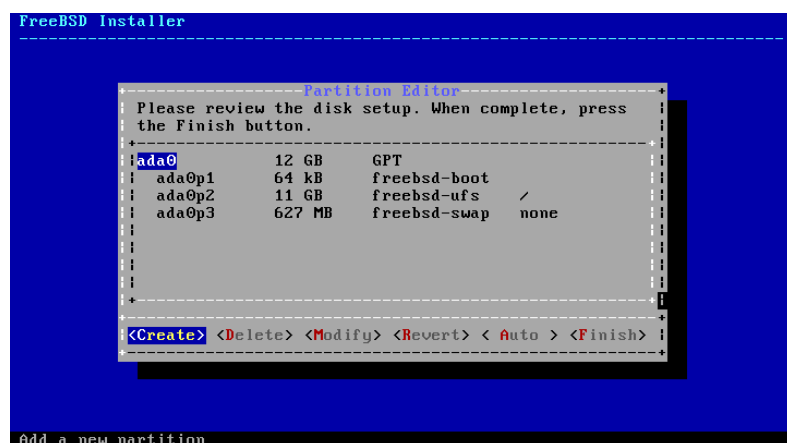 FreeBSD Installer
Partition Editor
Please review the disk setup. When complete, press
the Finish button.
ada0 12 GB GPT
ada0p1 64 kB freebsd-boot
ada0p2 11 GB freebsd-ufs /
ada0p3 627 MB freebsd-swap none
<Create> <Delete> <Modify> <Revert> < Auto > <Finish>
Add a new partition